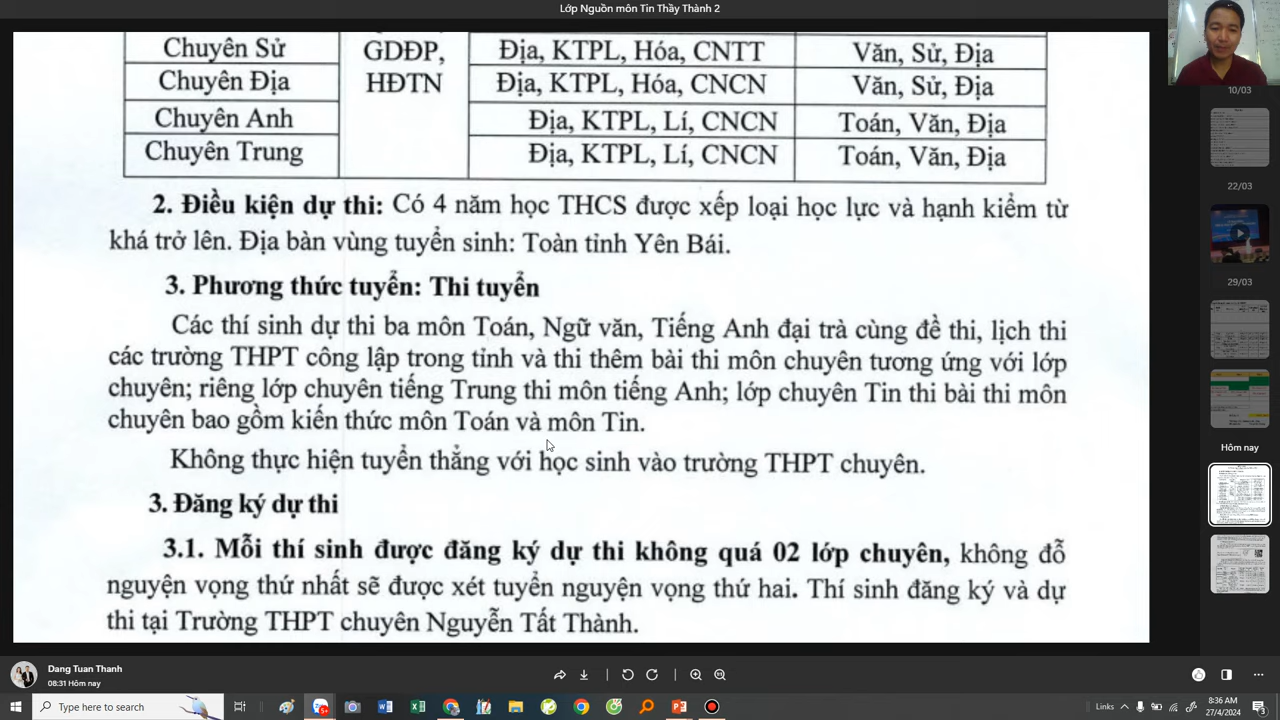 Lớp Nguồn môn Tin Thầy Thành 2
Chuyên Sử GDĐP, Địa, KTPL, Hóa, CNTT Văn, Sử, Địa
Chuyên Địa HĐTN Địa, KTPL, Hóa, CNCN Văn, Sử, Địa
Chuyên Anh Địa, KTPL, Lí, CNCN Toán, Văn, Địa
Chuyên Trung Địa, KTPL, Lí, CNCN Toán, Văn, Địa
2. Điều kiện dự thi: Có 4 năm học THCS được xếp loại học lực và hạnh kiểm từ
khá trở lên. Địa bàn vùng tuyển sinh: Toàn tỉnh Yên Bái.
3. Phương thức tuyển: Thi tuyển
Các thí sinh dự thi ba môn Toán, Ngữ văn, Tiếng Anh đại trà cùng đề thi, lịch thi
các trường THPT công lập trong tỉnh và thi thêm bài thi môn chuyên tương ứng với lớp
chuyên; riêng lớp chuyên tiếng Trung thi môn tiếng Anh; lớp chuyên Tin thi bài thi môn
chuyên bao gồm kiến thức môn Toán và môn Tin.
Không thực hiện tuyển thẳng với học sinh vào trường THPT chuyên.
3. Đăng ký dự thi
3.1. Mỗi thí sinh được đăng ký dự thi không quá 02 lớp chuyên, không đỗ
nguyện vọng thứ nhất sẽ được xét tuyển nguyện vọng thứ hai. Thí sinh đăng ký và dự
thi tại Trường THPT chuyên Nguyễn Tất Thành.
10/03
22/03
29/03
Hôm nay
Dang Tuan Thanh
08:31 Hôm nay
Type here to search
5+
Links
8:36 AM
27/4/2024
3